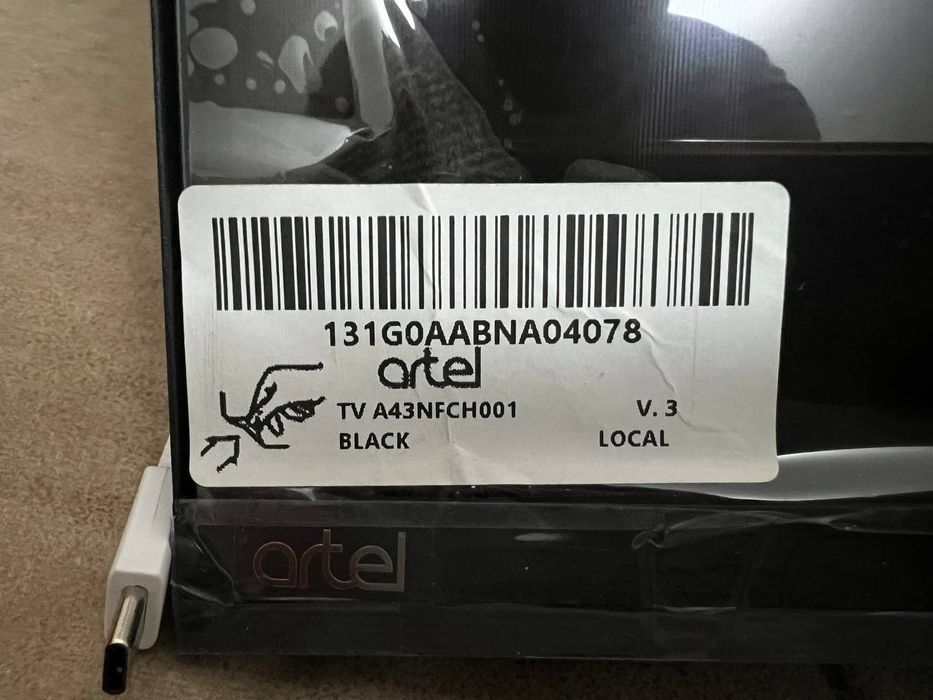 131G0AABNA04078
artel
TV A43NFCH001 V. 3
BLACK LOCAL
artel